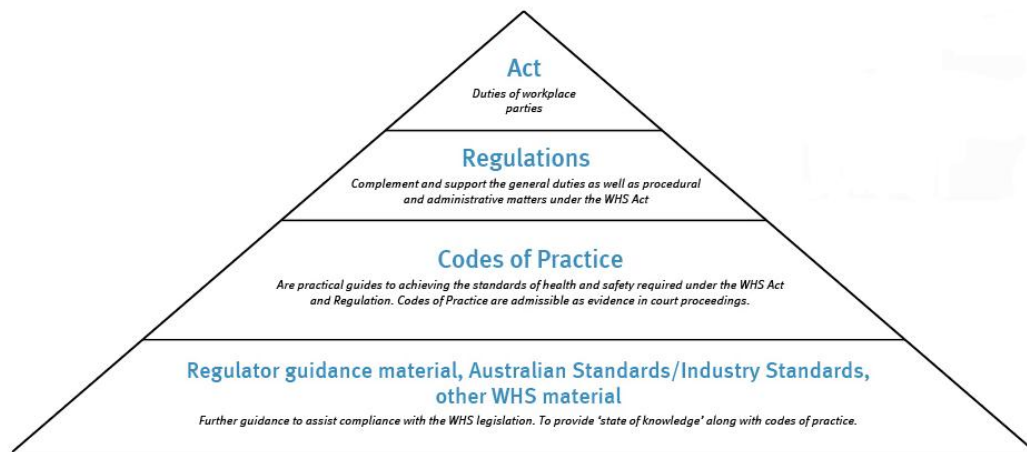 Act
Duties of workplace
parties
Regulations
Complement and support the general duties as well as procedural
and administrative matters under the WHS Act
Codes of Practice
Are practical guides to achieving the standards of health and safety required under the WHS Act
and Regulation. Codes of Practice are admissible as evidence in court proceedings.
Regulator guidance material, Australian Standards/Industry Standards,
other WHS material
Further guidance to assist compliance with the WHS legislation. To provide ‘state of knowledge’ along with codes of practice.